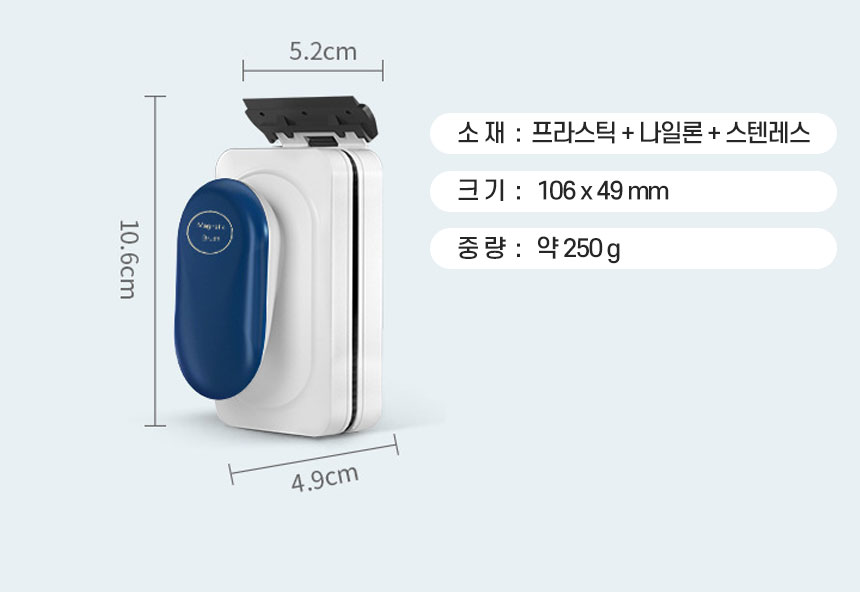 5.2cm
소 재 : 프라스틱 + 나일론 + 스텐레스
크 기 : 106 x 49 mm
10.6cm
중 량 : 약 250 g
4.9cm